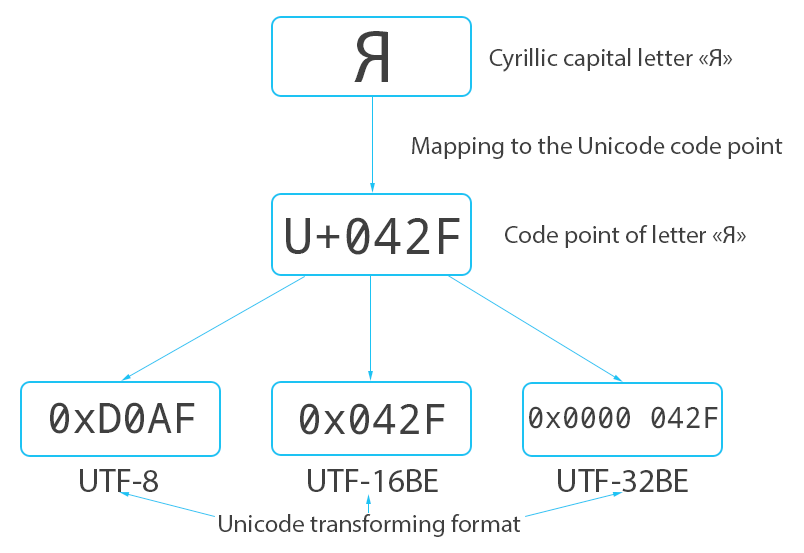 Я
Cyrillic capital letter «Я»
Mapping to the Unicode code point
U+042F
Code point of letter «Я»
0xD0AF
0x042F
0x0000 042F
UTF-8
UTF-16BE
UTF-32BE
Unicode transforming format